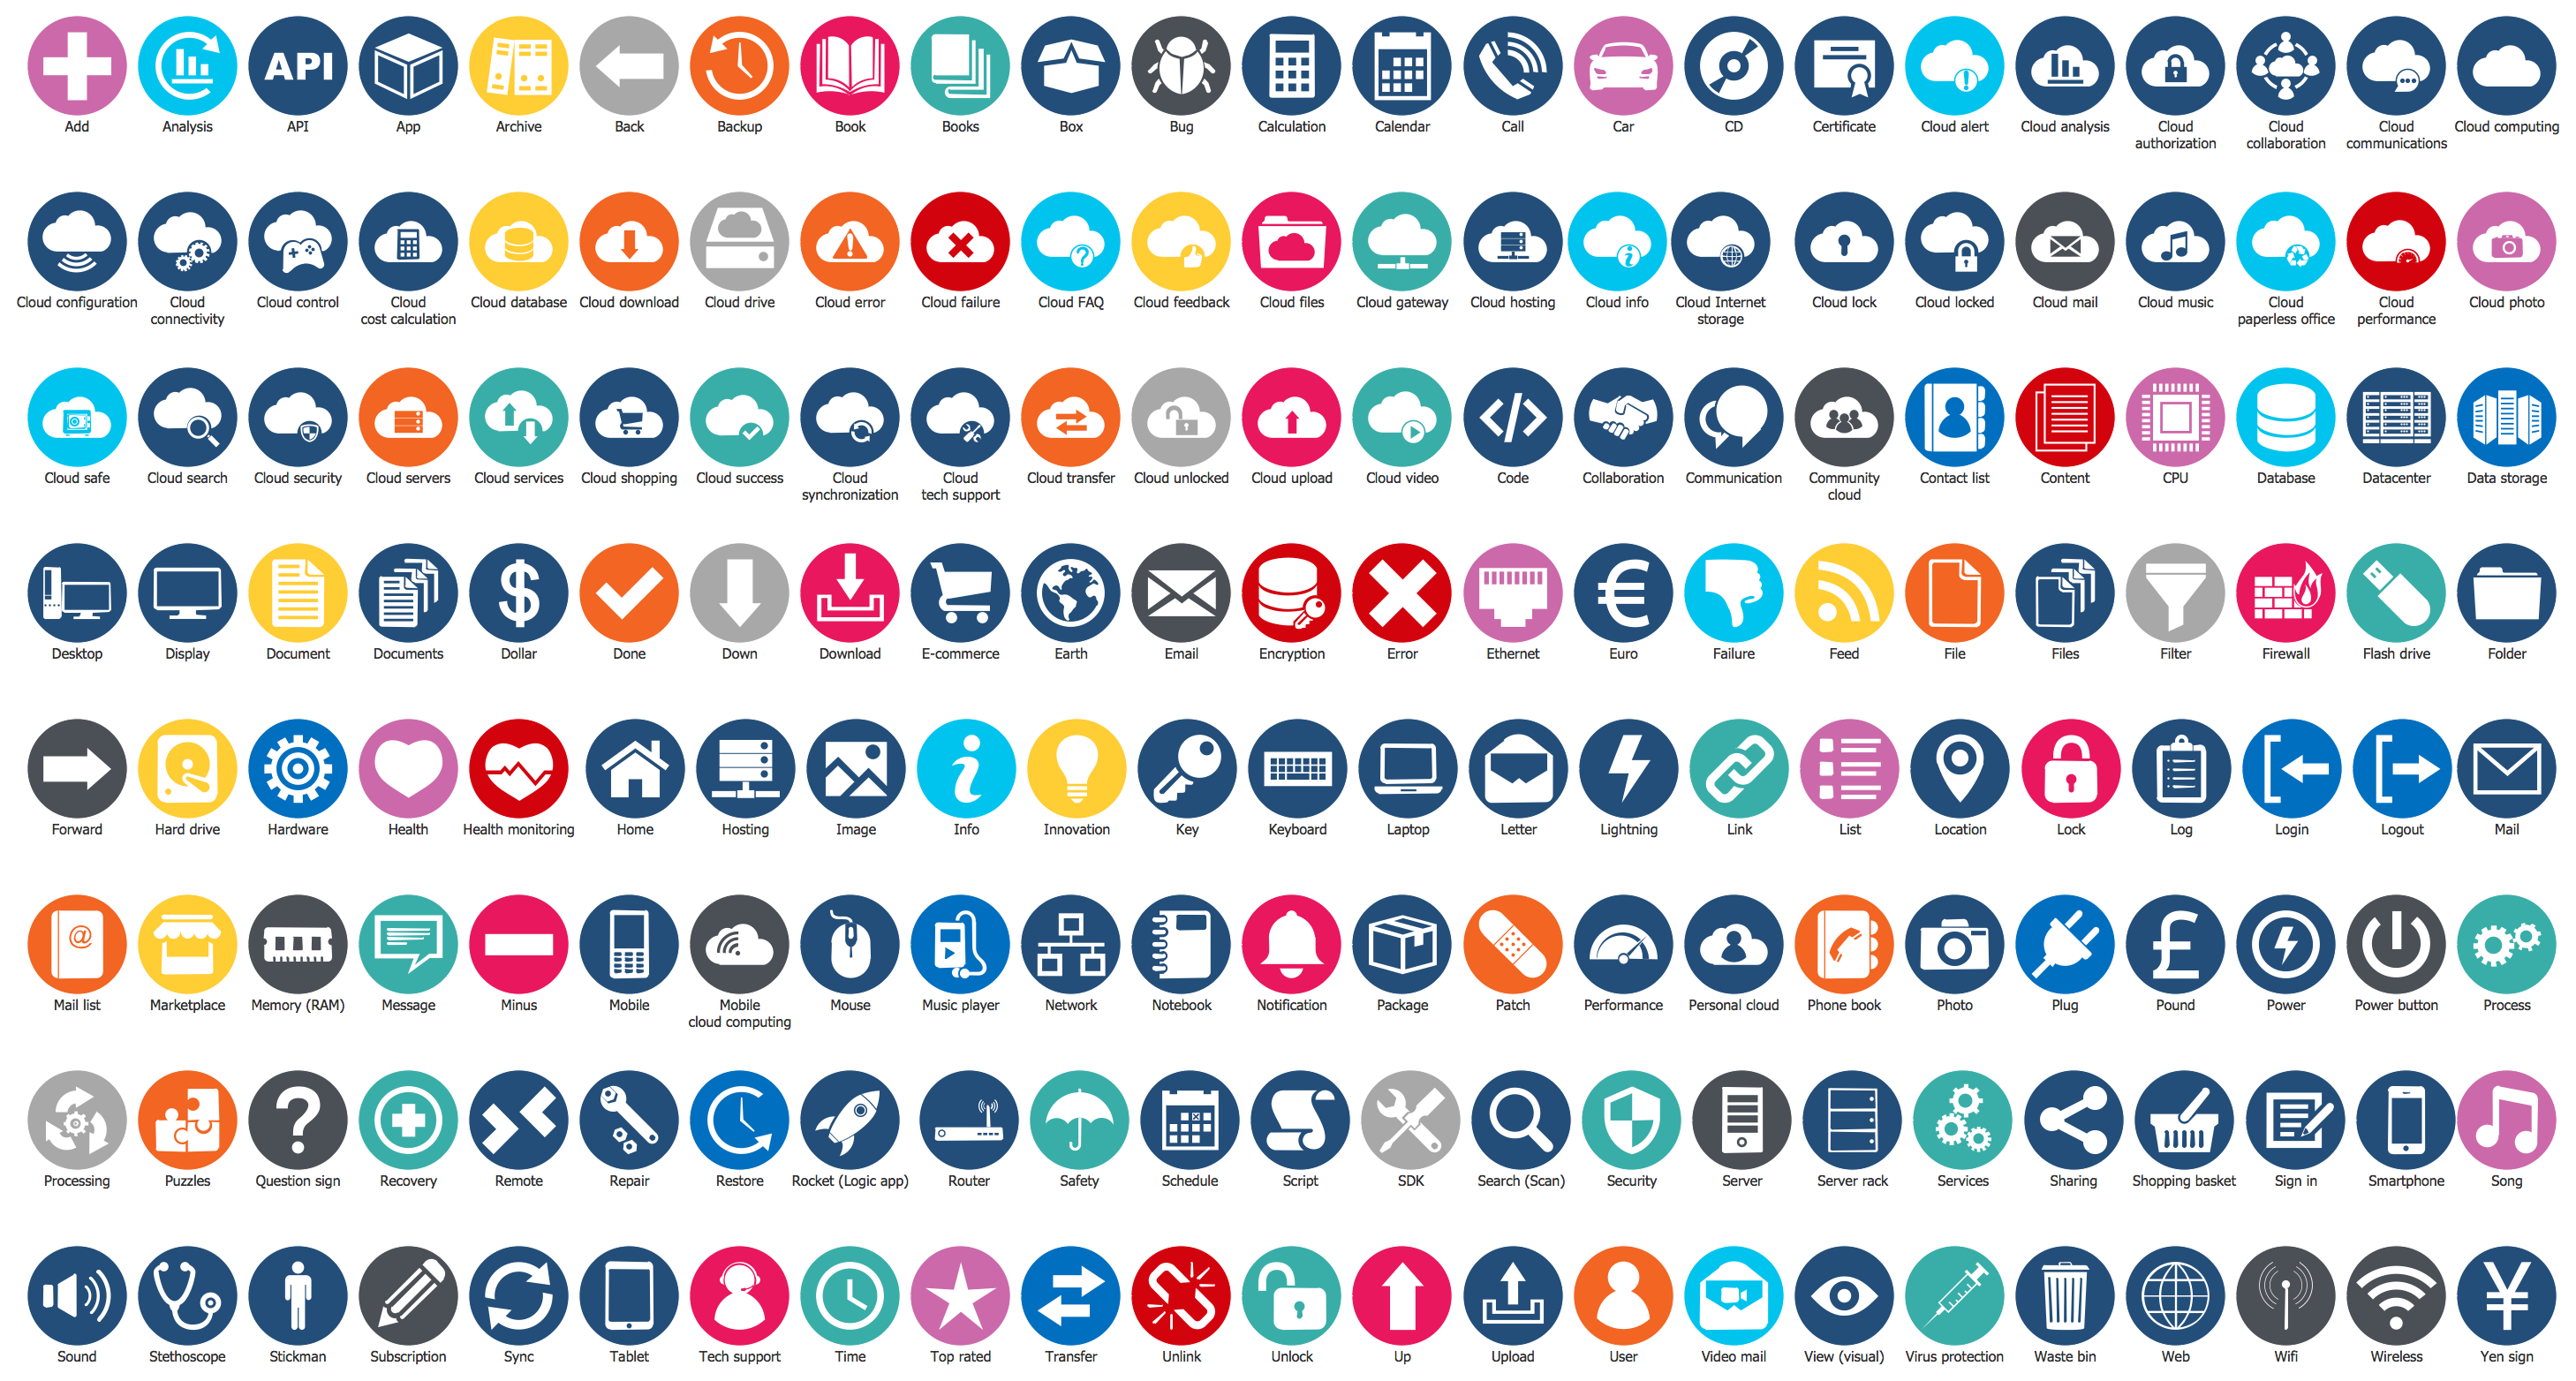 API
Add Analysis API App Archive Back Backup Book Books Box Bug Calculation Calendar Call Car CD Certificate Cloud alert Cloud analysis Cloud Cloud Cloud Cloud computing
authorization collaboration communications
Cloud configuration Cloud Cloud control Cloud Cloud database Cloud download Cloud drive Cloud error Cloud failure Cloud FAQ Cloud feedback Cloud files Cloud gateway Cloud hosting Cloud info Cloud Internet Cloud lock Cloud locked Cloud mail Cloud music Cloud Cloud Cloud photo
connectivity cost calculation storage paperless office performance
Cloud safe Cloud search Cloud security Cloud servers Cloud services Cloud shopping Cloud success Cloud Cloud Cloud transfer Cloud unlocked Cloud upload Cloud video Code Collaboration Communication Community Contact list Content CPU Database Datacenter Data storage
synchronization tech support cloud
Desktop Display Document Documents Dollar Done Down Download E-commerce Earth Email Encryption Error Ethernet Euro Failure Feed File Files Filter Firewall Flash drive Folder
Forward Hard drive Hardware Health Health monitoring Home Hosting Image Info Innovation Key Keyboard Laptop Letter Lightning Link List Location Lock Log Login Logout Mail
Mail list Marketplace Memory (RAM) Message Minus Mobile Mobile Mouse Music player Network Notebook Notification Package Patch Performance Personal cloud Phone book Photo Plug Pound Power Power button Process
cloud computing
Processing Puzzles Question sign Recovery Remote Repair Restore Rocket (Logic app) Router Safety Schedule Script SDK Search (Scan) Security Server Server rack Services Sharing Shopping basket Sign in Smartphone Song
Sound Stethoscope Stickman Subscription Sync Tablet Tech support Time Top rated Transfer Unlink Unlock Up Upload User Video mail View (visual) Virus protection Waste bin Web Wifi Wireless Yen sign